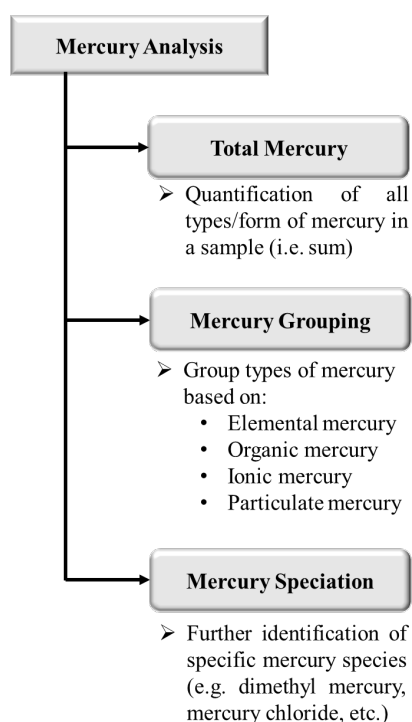 Mercury Analysis
Total Mercury
➢ Quantification of all
types/form of mercury in
a sample (i.e. sum)
Mercury Grouping
➢ Group types of mercury
based on:
• Elemental mercury
• Organic mercury
• Ionic mercury
• Particulate mercury
Mercury Speciation
➢ Further identification of
specific mercury species
(e.g. dimethyl mercury,
mercury chloride, etc.)